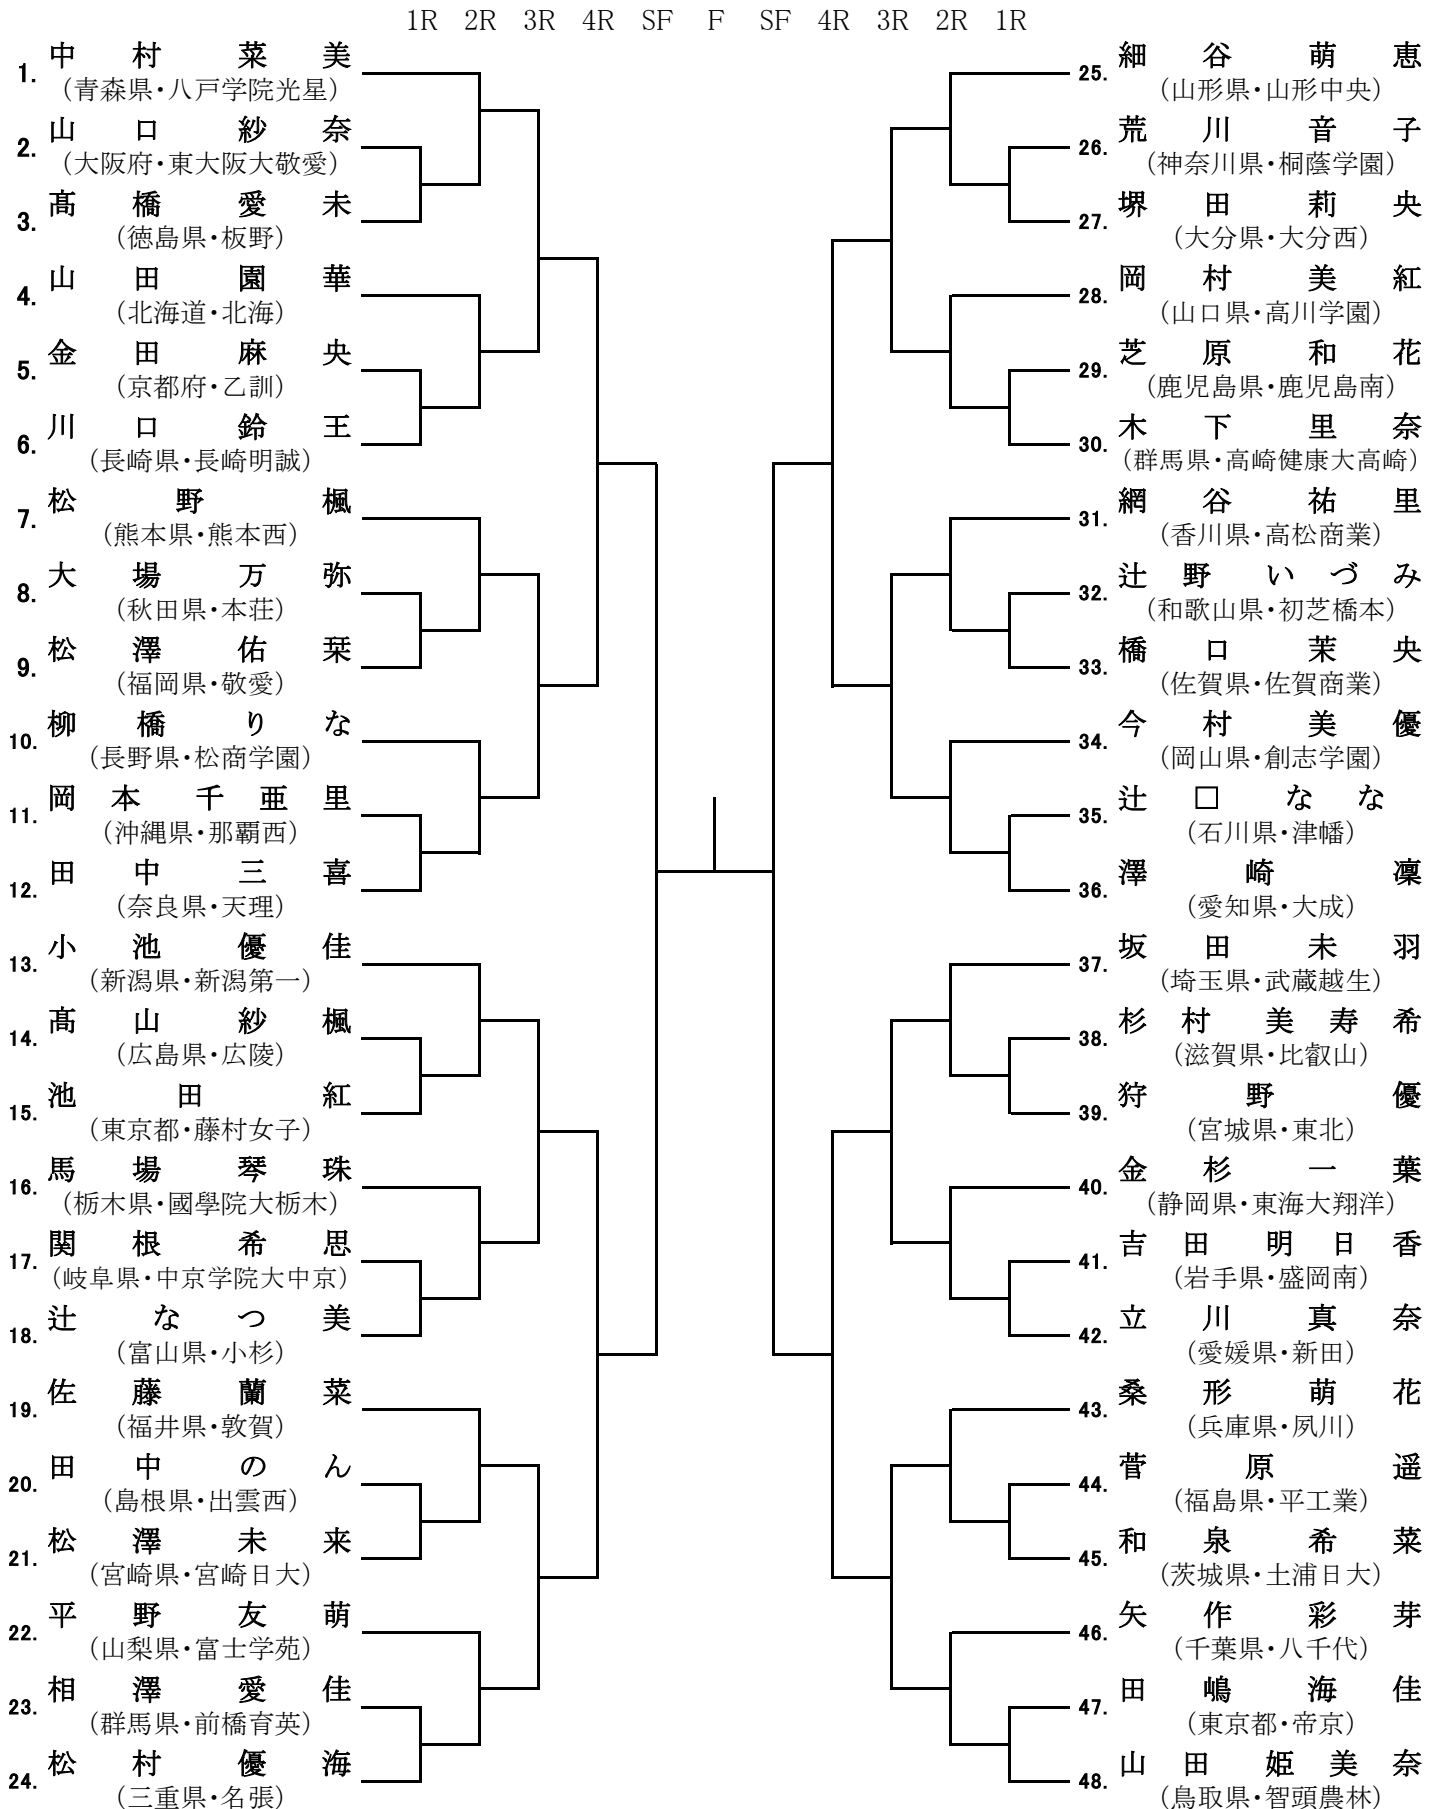 1R 2R 3R 4R SF F SF 4R 3R 2R 1R
1. 中村菜美
（青森県・八戸学院光星）
2. 山口紗奈
（大阪府・東大阪大敬愛）
3. 髙橋愛未
（徳島県・板野）
4. 山田園華
（北海道・北海）
5. 金田麻央
（京都府・乙訓）
6. 川口鈴王
（長崎県・長崎明誠）
7. 松野楓
（熊本県・熊本西）
8. 大場万弥
（秋田県・本荘）
9. 松澤佑栞
（福岡県・敬愛）
10. 柳橋りな
（長野県・松商学園）
11. 岡本千亜里
（沖縄県・那覇西）
12. 田中三喜
（奈良県・天理）
13. 小池優佳
（新潟県・新潟第一）
14. 髙山紗楓
（広島県・広陵）
15. 池田紅
（東京都・藤村女子）
16. 馬場琴珠
（栃木県・國學院大栃木）
17. 関根希思
（岐阜県・中京学院大中京）
18. 辻なつ美
（富山県・小杉）
19. 佐藤蘭菜
（福井県・敦賀）
20. 田中のん
（島根県・出雲西）
21. 松澤未来
（宮崎県・宮崎日大）
22. 平野友萌
（山梨県・富士学苑）
23. 相澤愛佳
（群馬県・前橋育英）
24. 松村優海
（三重県・名張）
25. 細谷萌恵
（山形県・山形中央）
26. 荒川音子
（神奈川県・桐蔭学園）
27. 堺田莉央
（大分県・大分西）
28. 岡村美紅
（山口県・高川学園）
29. 芝原和花
（鹿児島県・鹿児島南）
30. 木下里奈
（群馬県・高崎健康大高崎）
31. 網谷祐里
（香川県・高松商業）
32. 辻野いづみ
（和歌山県・初芝橋本）
33. 橋口茉央
（佐賀県・佐賀商業）
34. 今村美優
（岡山県・創志学園）
35. 辻□なな
（石川県・津幡）
36. 澤崎凜
（愛知県・大成）
37. 坂田未羽
（埼玉県・武蔵越生）
38. 杉村美寿希
（滋賀県・比叡山）
39. 狩野優
（宮城県・東北）
40. 金杉一葉
（静岡県・東海大翔洋）
41. 吉田明日香
（岩手県・盛岡南）
42. 立川真奈
（愛媛県・新田）
43. 桑形萌花
（兵庫県・夙川）
44. 菅原遥
（福島県・平工業）
45. 和泉希菜
（茨城県・土浦日大）
46. 矢作彩芽
（千葉県・八千代）
47. 田嶋海佳
（東京都・帝京）
48. 山田姫美奈
（鳥取県・智頭農林）